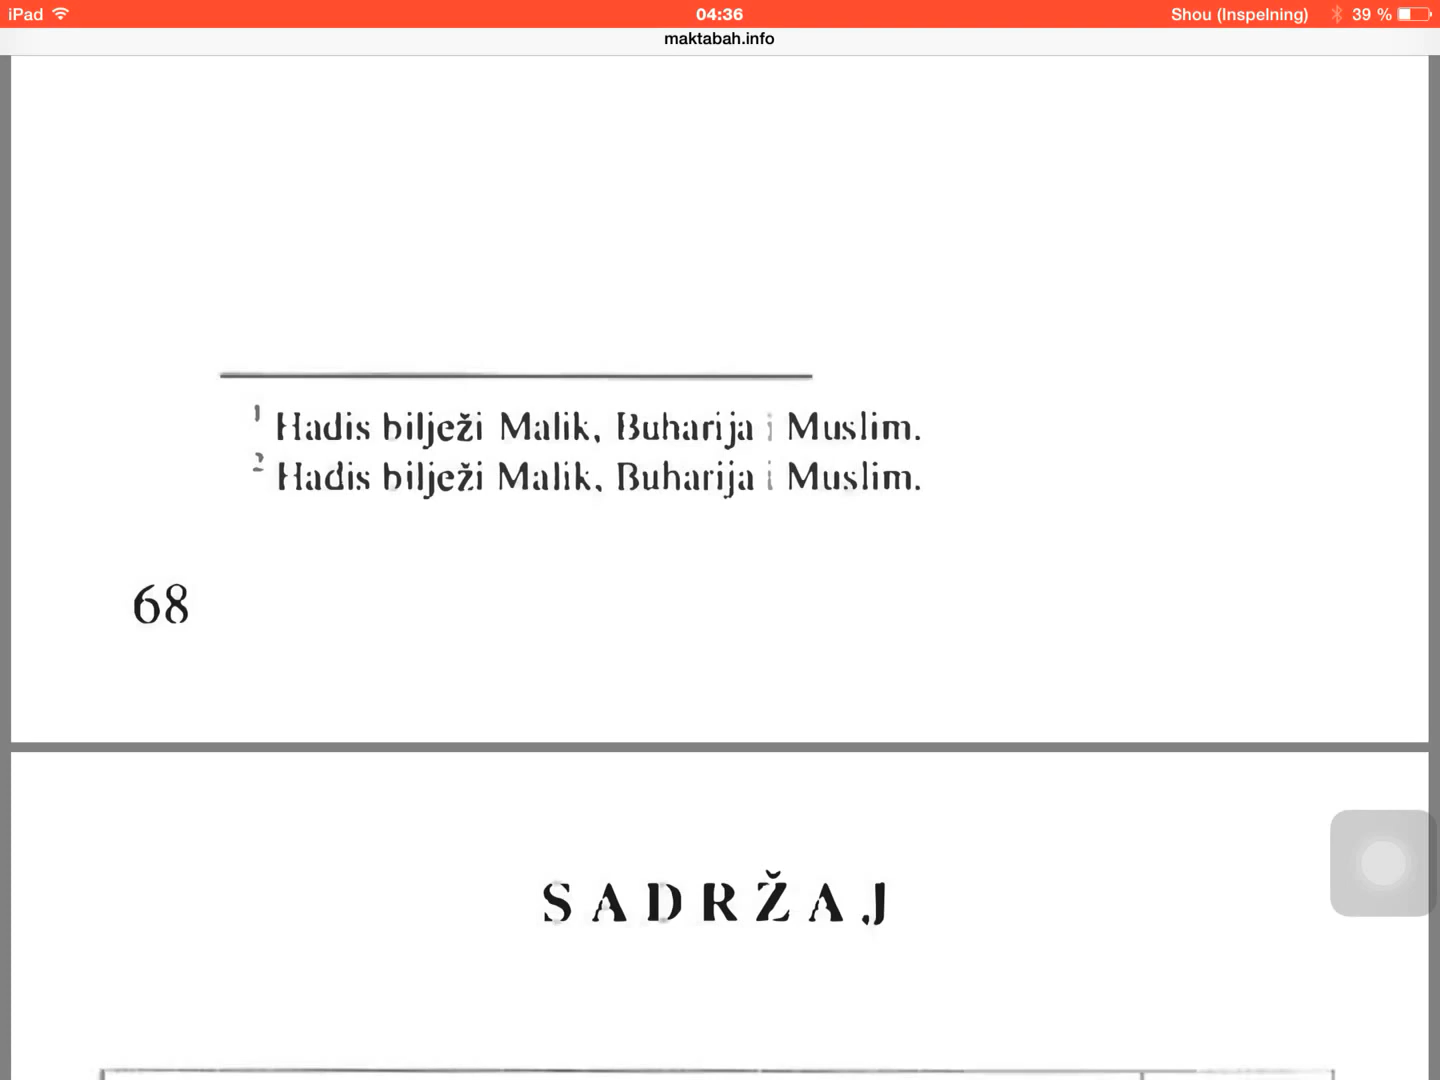 iPad 04:36 Shou (Inspelning) 39 %
maktabah.info
1 Hadis bilježi Malik, Buharija i Muslim.
2 Hadis bilježi Malik, Buharija i Muslim.
68
SADRŽAJ